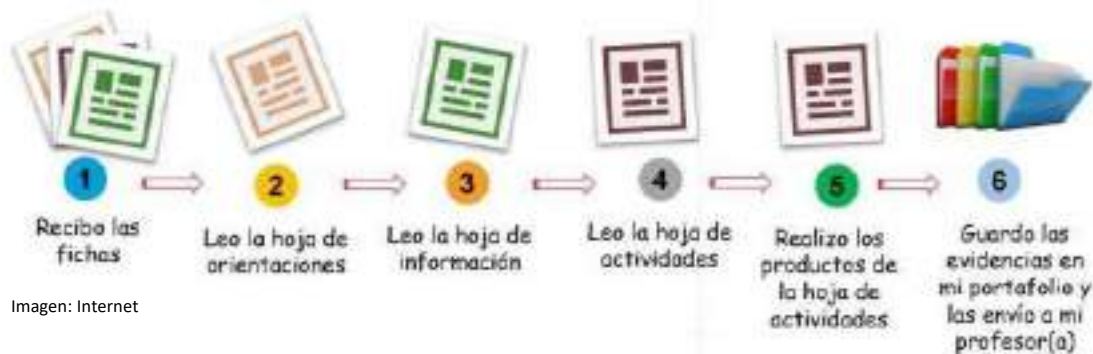 1
Recibo las
fichas
2
Leo la hoja de
orientaciones
3
Leo la hoja de
información
4
Leo la hoja de
actividades
5
Realizo los
productos de
la hoja de
actividades
6
Guardo las
evidencias en
mi portafolio y
las envío a mi
profesor(a)
Imagen: Internet